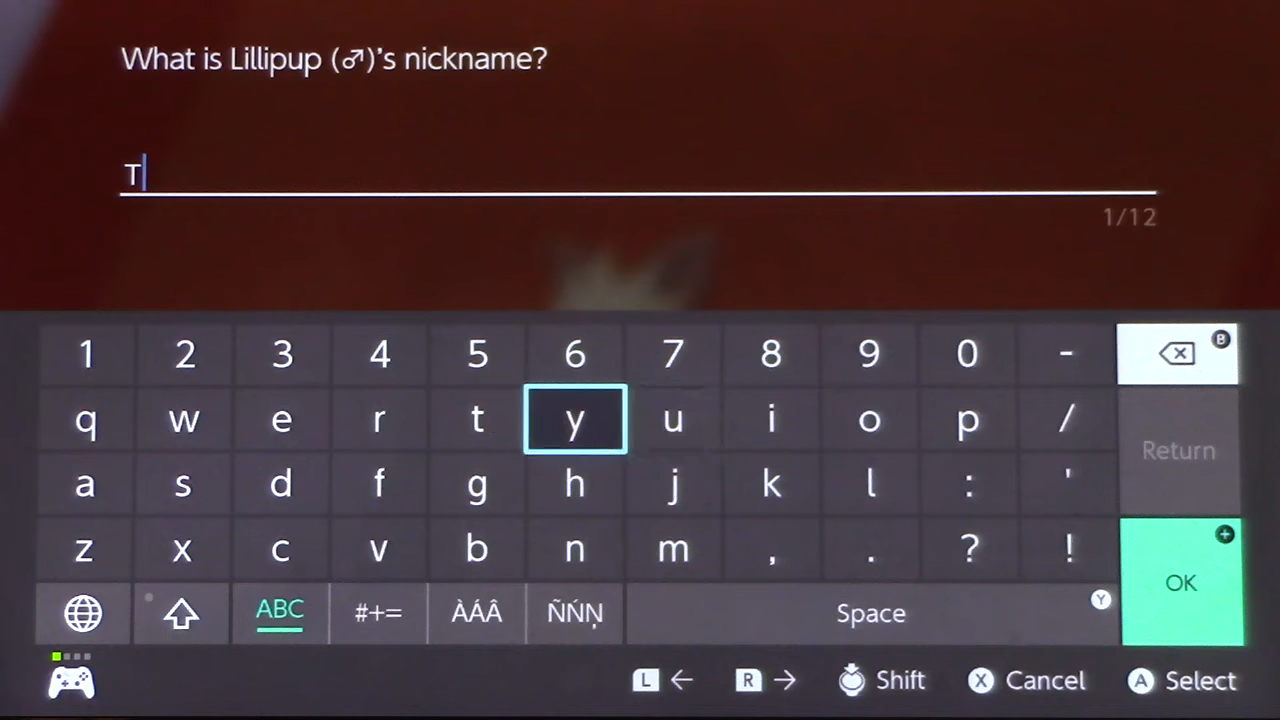 What is Lillipup (♂)'s nickname?
T
1/12
1 2 3 4 5 6 7 8 9 0 -
q w e r t y u i o p /
Return
a s d f g h j k l : '
z x c v b n m , . ? !
OK
ABC #+= ÀÁÂ ÑŃŅ Space
L ← R → Shift X Cancel A Select
B
+
Y